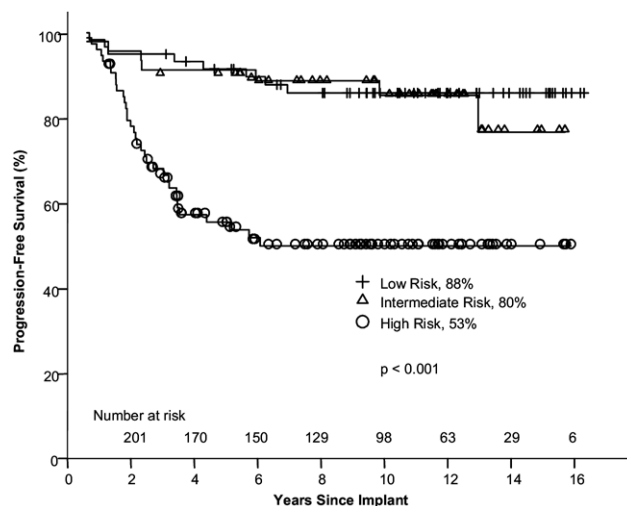 Progression-Free Survival (%)
100
80
60
40
20
0
Low Risk, 88%
Intermediate Risk, 80%
High Risk, 53%
p < 0.001
Number at risk
201 170 150 129 98 63 29 6
0 2 4 6 8 10 12 14 16
Years Since Implant